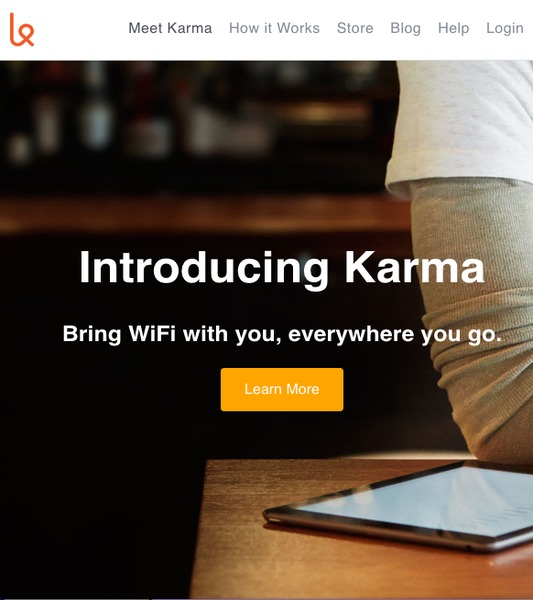 Meet Karma How it Works Store Blog Help Login
Introducing Karma
Bring WiFi with you, everywhere you go.
Learn More